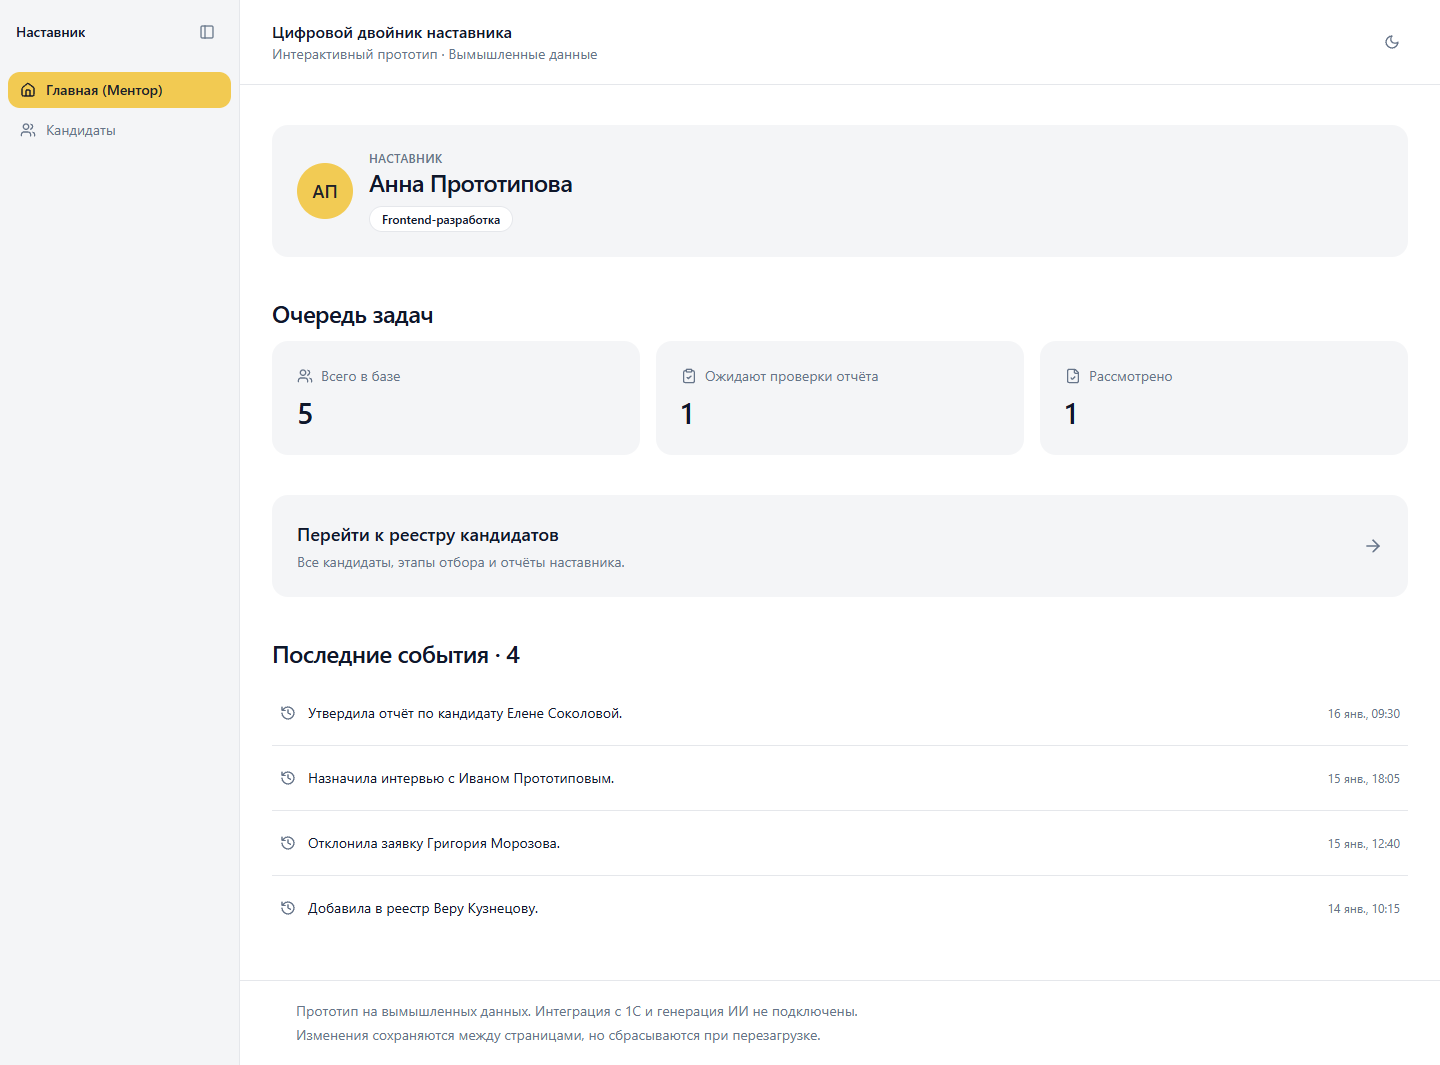 Наставник
Главная (Ментор)
Кандидаты
Цифровой двойник наставника
Интерактивный прототип · Вымышленные данные
АП
НАСТАВНИК
Анна Прототипова
Frontend-разработка
Очередь задач
Всего в базе
5
Ожидают проверки отчёта
1
Рассмотрено
1
Перейти к реестру кандидатов
Все кандидаты, этапы отбора и отчёты наставника.
Последние события · 4
Утвердила отчёт по кандидату Елене Соколовой.
16 янв., 09:30
Назначила интервью с Иваном Прототиповым.
15 янв., 18:05
Отклонила заявку Григория Морозова.
15 янв., 12:40
Добавила в реестр Веру Кузнецову.
14 янв., 10:15
Прототип на вымышленных данных. Интеграция с 1С и генерация ИИ не подключены.
Изменения сохраняются между страницами, но сбрасываются при перезагрузке.